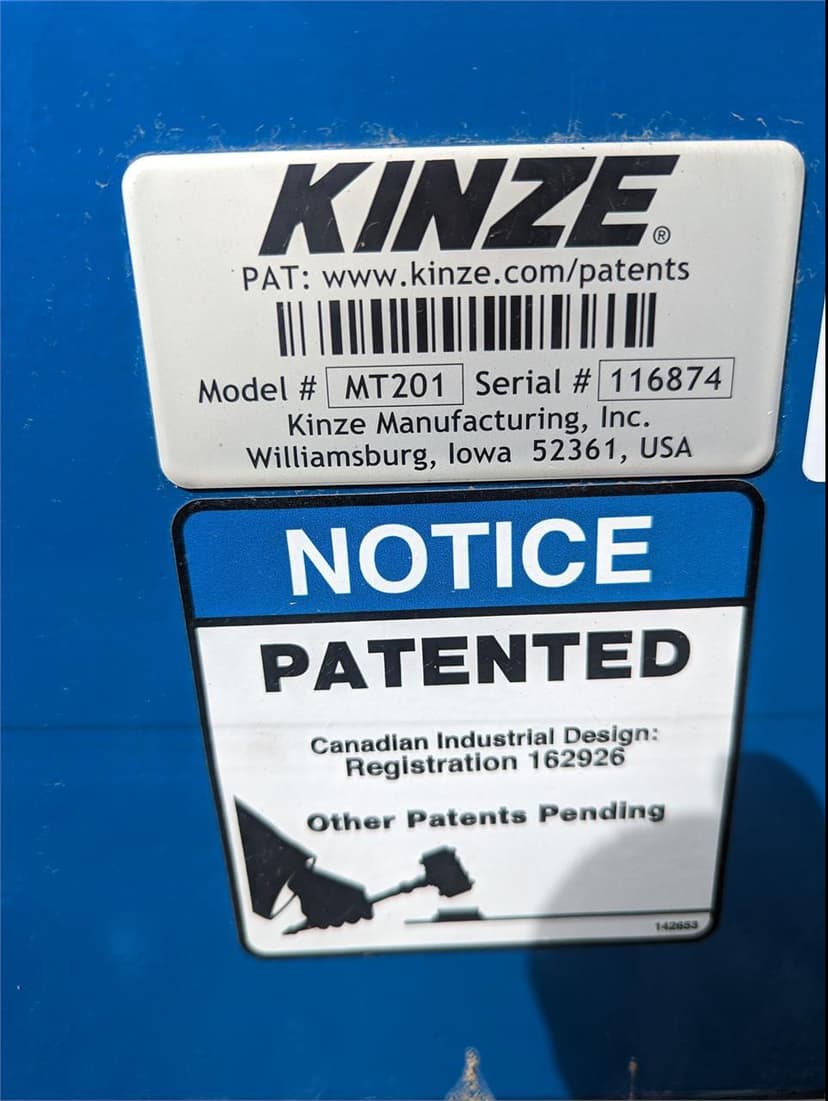 KINZE®
PAT: www.kinze.com/patents
Model # MT201 Serial # 116874
Kinze Manufacturing, Inc.
Williamsburg, Iowa 52361, USA
NOTICE
PATENTED
Canadian Industrial Design:
Registration 162926
Other Patents Pending
142653